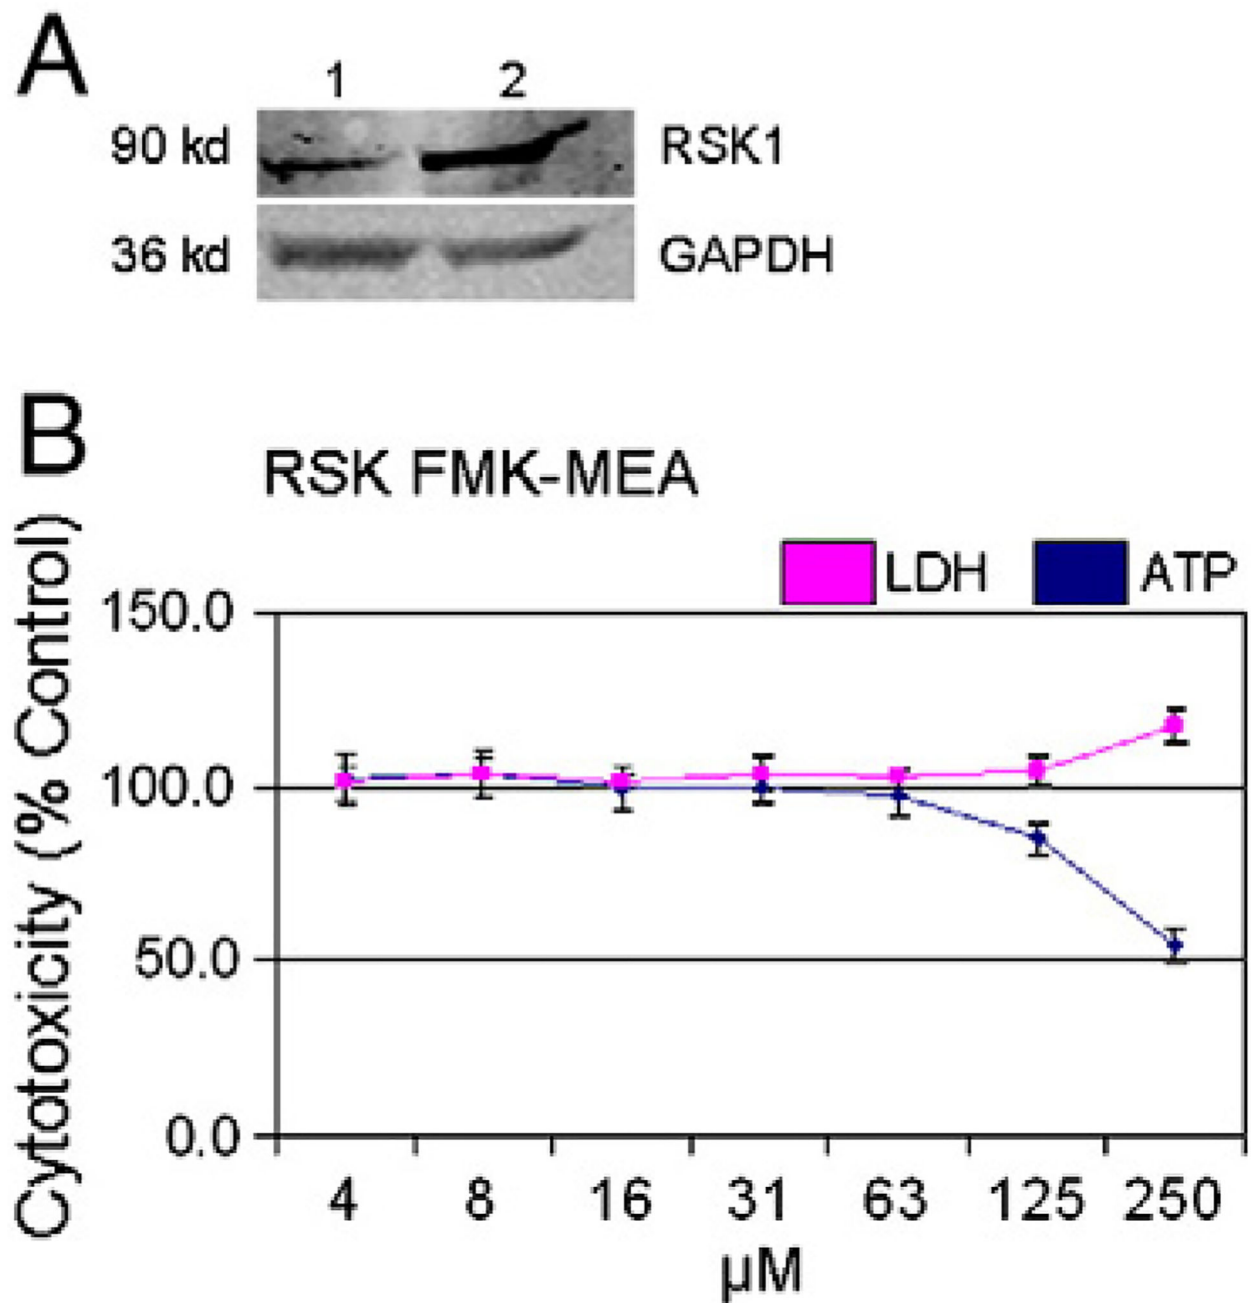 A
1 2
90 kd RSK1
36 kd GAPDH
B
RSK FMK-MEA
LDH ATP
Cytotoxicity (% Control)
150.0
100.0
50.0
0.0
4 8 16 31 63 125 250
µM